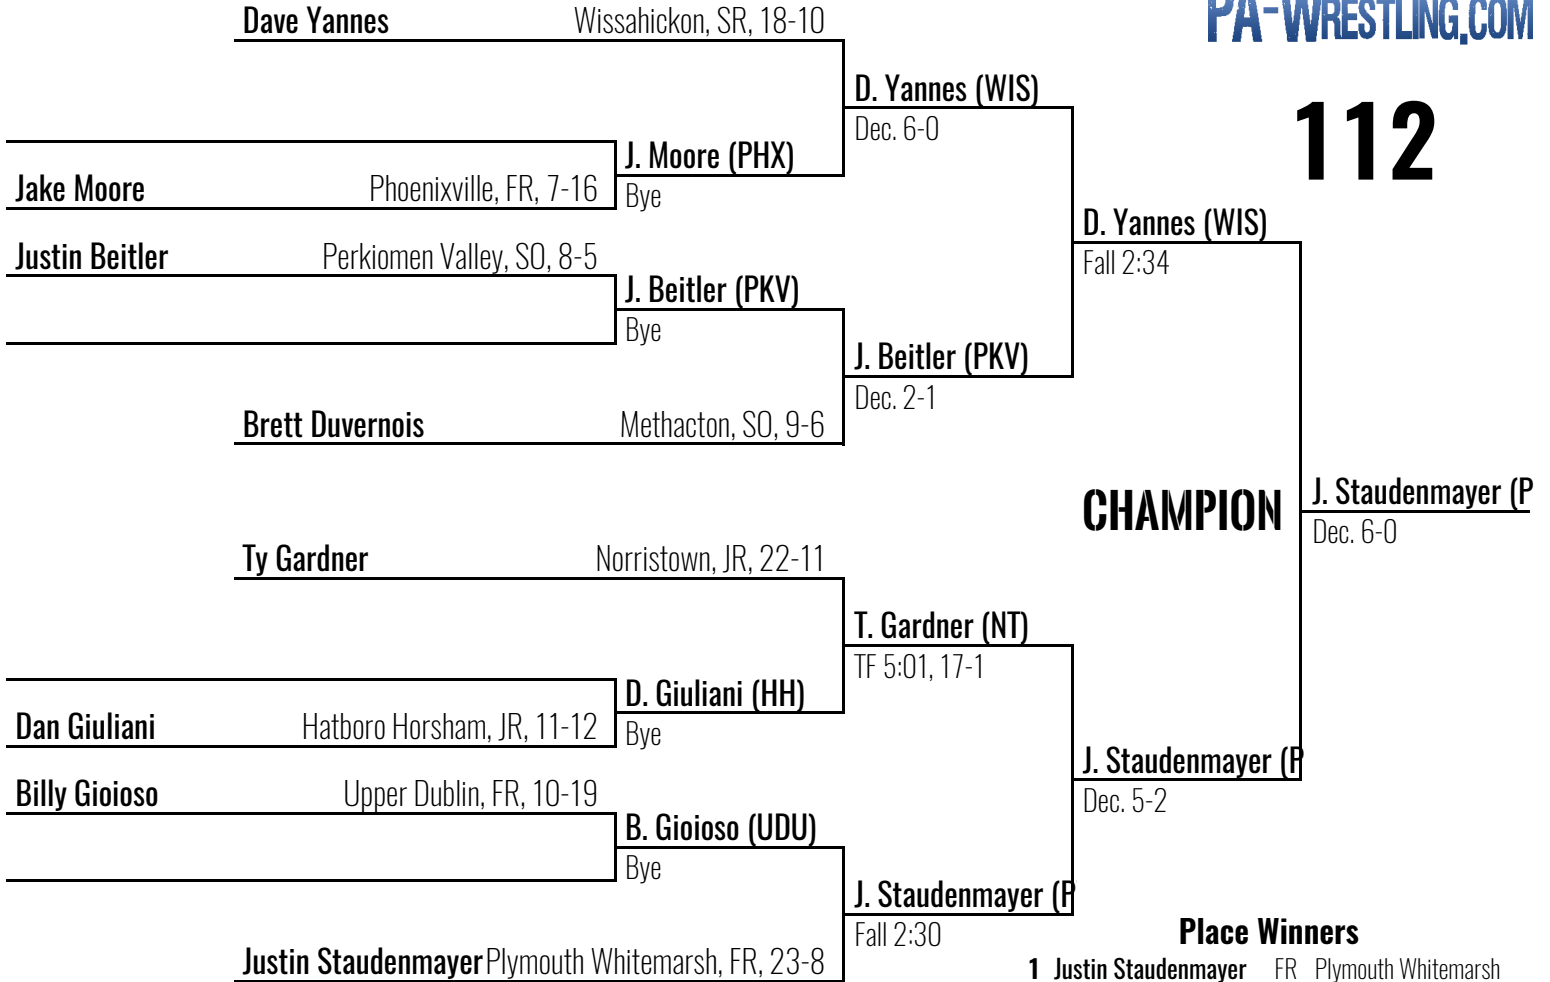 PA-WRESTLING.COM
112
Dave Yannes Wissahickon, SR, 18-10
D. Yannes (WIS)
Dec. 6-0
J. Moore (PHX)
Bye
Jake Moore Phoenixville, FR, 7-16
D. Yannes (WIS)
Fall 2:34
Justin Beitler Perkiomen Valley, SO, 8-5
J. Beitler (PKV)
Bye
J. Beitler (PKV)
Dec. 2-1
Brett Duvernois Methacton, SO, 9-6
CHAMPION
J. Staudenmayer (P
Dec. 6-0
Ty Gardner Norristown, JR, 22-11
T. Gardner (NT)
TF 5:01, 17-1
D. Giuliani (HH)
Bye
Dan Giuliani Hatboro Horsham, JR, 11-12
J. Staudenmayer (P
Dec. 5-2
Billy Gioioso Upper Dublin, FR, 10-19
B. Gioioso (UDU)
Bye
J. Staudenmayer (P
Fall 2:30
Justin Staudenmayer Plymouth Whitemarsh, FR, 23-8
Place Winners
1 Justin Staudenmayer FR Plymouth Whitemarsh